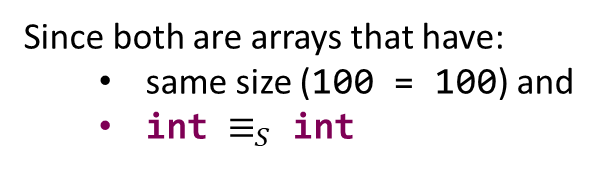 Since both are arrays that have:
• same size (100 = 100) and
• int ≡S int